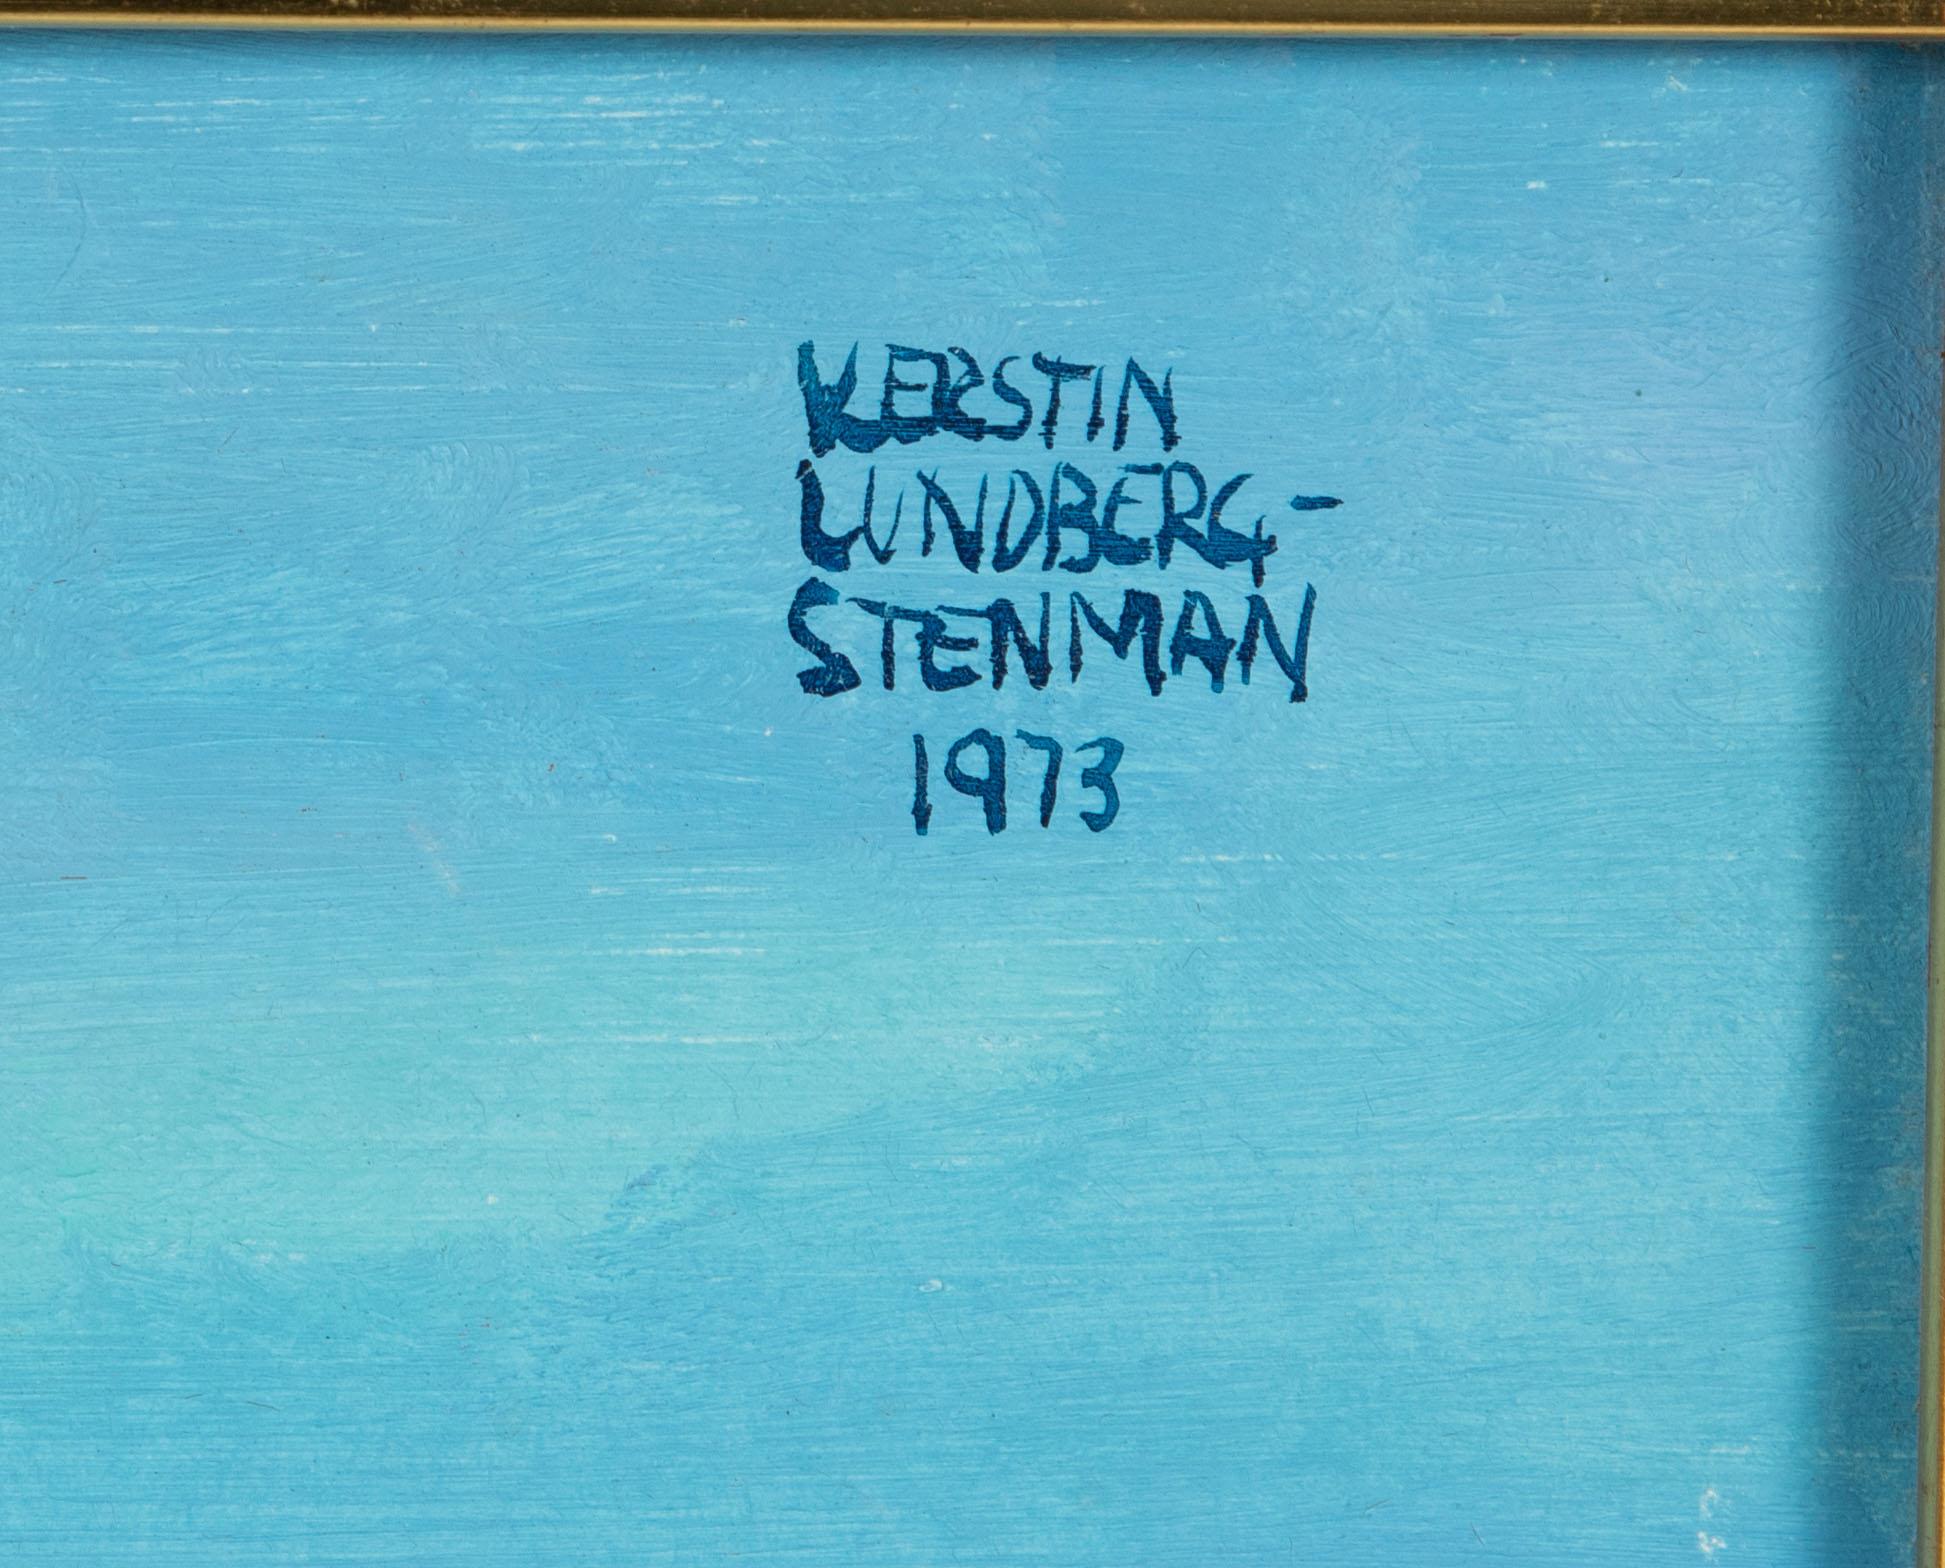 KERSTIN
LUNDBERG-
STENMAN
1973